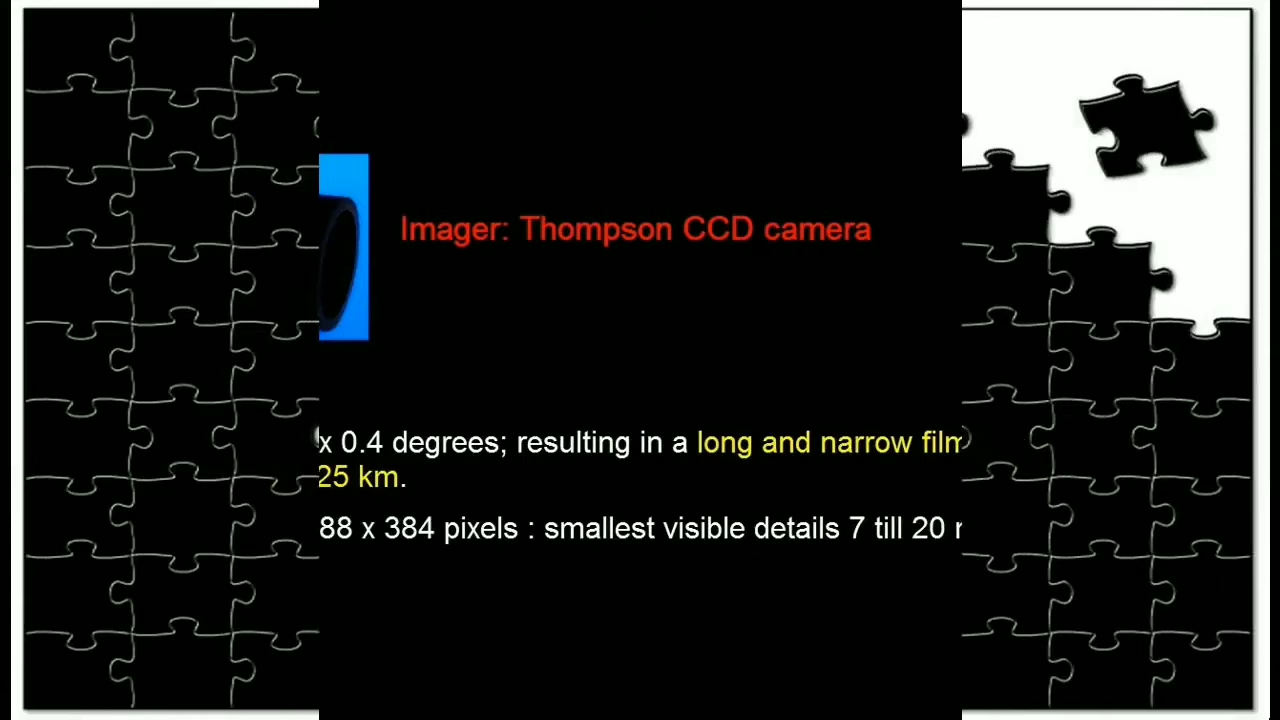 Imager: Thompson CCD camera
x 0.4 degrees; resulting in a long and narrow film
25 km.
88 x 384 pixels : smallest visible details 7 till 20